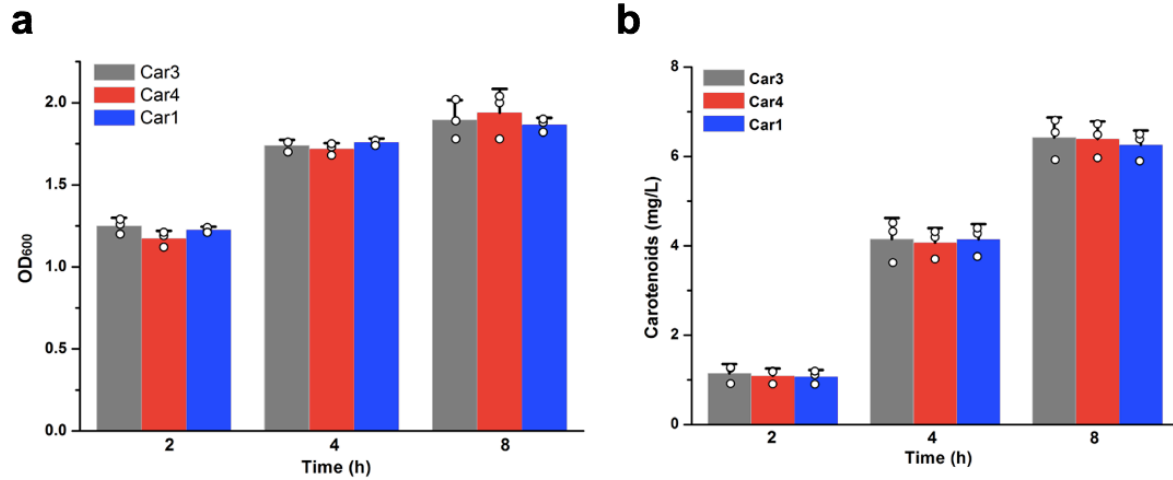 a
Car3
Car4
Car1
OD600
2.0
1.5
1.0
0.5
0.0
2 4 8
Time (h)
b
Car3
Car4
Car1
Carotenoids (mg/L)
8
6
4
2
0
2 4 8
Time (h)